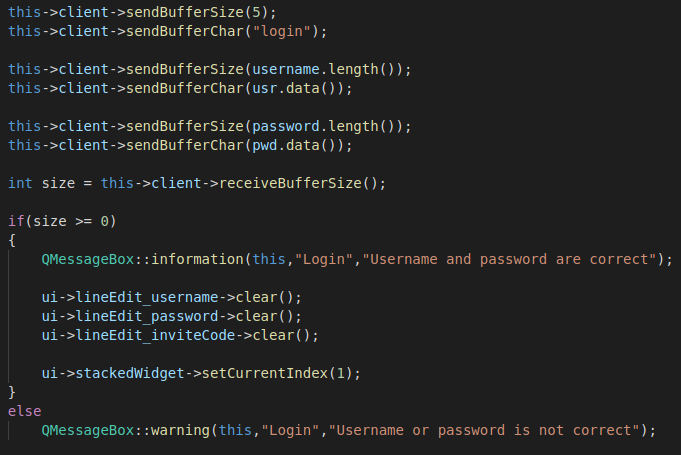 this->client->sendBufferSize(5);
this->client->sendBufferChar("login");
this->client->sendBufferSize(username.length());
this->client->sendBufferChar(usr.data());
this->client->sendBufferSize(password.length());
this->client->sendBufferChar(pwd.data());
int size = this->client->receiveBufferSize();
if(size >= 0)
{
QMessageBox::information(this,"Login","Username and password are correct");
ui->lineEdit_username->clear();
ui->lineEdit_password->clear();
ui->lineEdit_inviteCode->clear();
ui->stackedWidget->setCurrentIndex(1);
}
else
QMessageBox::warning(this,"Login","Username or password is not correct");